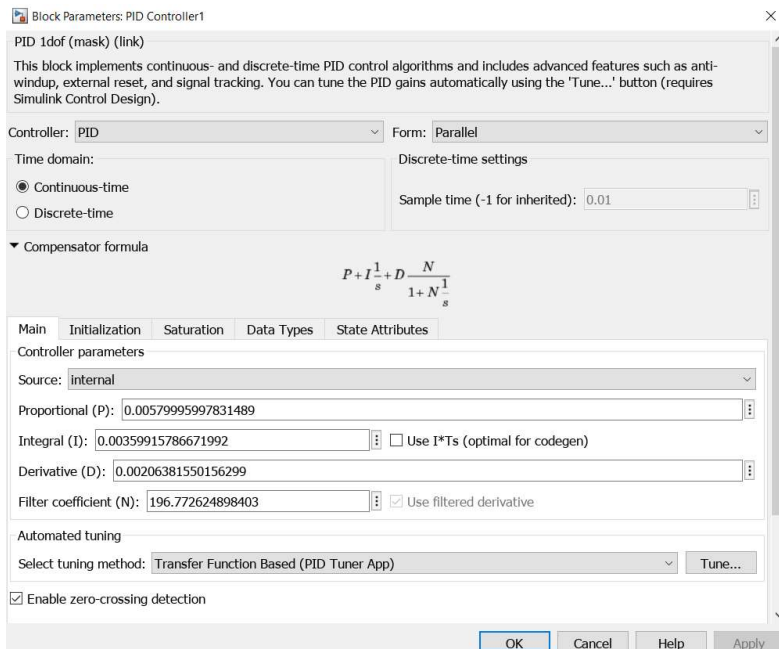 Block Parameters: PID Controller1
PID 1dof (mask) (link)
This block implements continuous- and discrete-time PID control algorithms and includes advanced features such as anti-
windup, external reset, and signal tracking. You can tune the PID gains automatically using the 'Tune...' button (requires
Simulink Control Design).
Controller: PID Form: Parallel
Time domain: Discrete-time settings
Continuous-time
Sample time (-1 for inherited): 0.01
Discrete-time
Compensator formula
P + I 1/s + D N/(1 + N 1/s)
Main Initialization Saturation Data Types State Attributes
Controller parameters
Source: internal
Proportional (P): 0.00579995997831489
Integral (I): 0.00359915786671992 Use I*Ts (optimal for codegen)
Derivative (D): 0.00206381550156299
Filter coefficient (N): 196.772624898403 Use filtered derivative
Automated tuning
Select tuning method: Transfer Function Based (PID Tuner App) Tune...
Enable zero-crossing detection
OK Cancel Help Apply